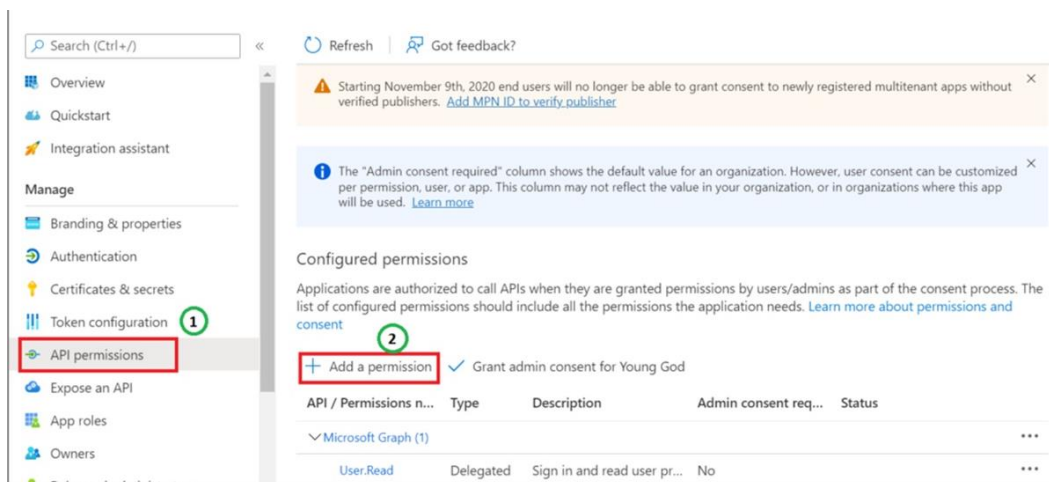 Search (Ctrl+/)
«
Overview
Quickstart
Integration assistant
Manage
Branding & properties
Authentication
Certificates & secrets
Token configuration
1
API permissions
Expose an API
App roles
Owners
Refresh
Got feedback?
Starting November 9th, 2020 end users will no longer be able to grant consent to newly registered multitenant apps without
verified publishers. Add MPN ID to verify publisher
The "Admin consent required" column shows the default value for an organization. However, user consent can be customized
per permission, user, or app. This column may not reflect the value in your organization, or in organizations where this app
will be used. Learn more
Configured permissions
Applications are authorized to call APIs when they are granted permissions by users/admins as part of the consent process. The
list of configured permissions should include all the permissions the application needs. Learn more about permissions and
consent
2
+ Add a permission
Grant admin consent for Young God
API / Permissions n... Type Description Admin consent req... Status
Microsoft Graph (1) ...
User.Read Delegated Sign in and read user pr... No ...